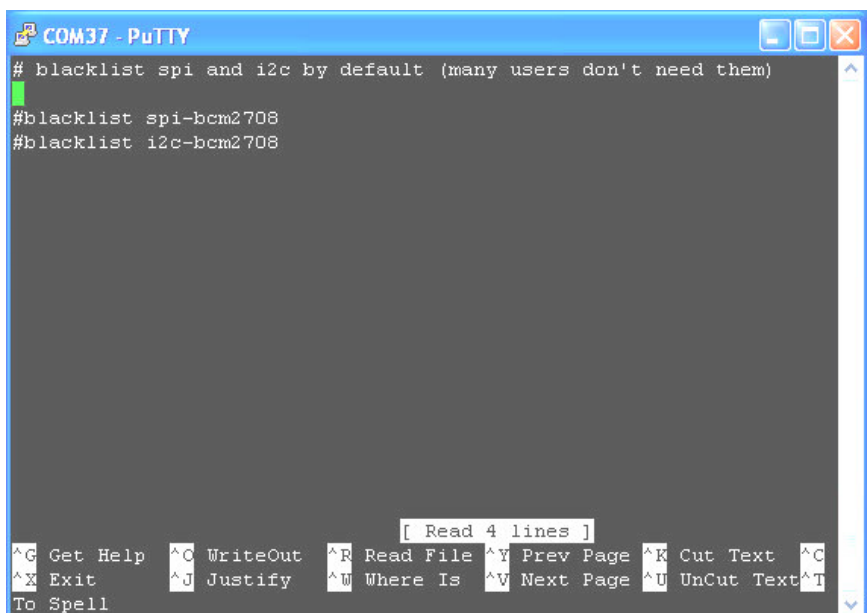 COM37 - PuTTY
# blacklist spi and i2c by default (many users don't need them)
#blacklist spi-bcm2708
#blacklist i2c-bcm2708
[ Read 4 lines ]
^G Get Help ^O WriteOut ^R Read File ^Y Prev Page ^K Cut Text ^C
^X Exit ^J Justify ^W Where Is ^V Next Page ^U UnCut Text^T
To Spell